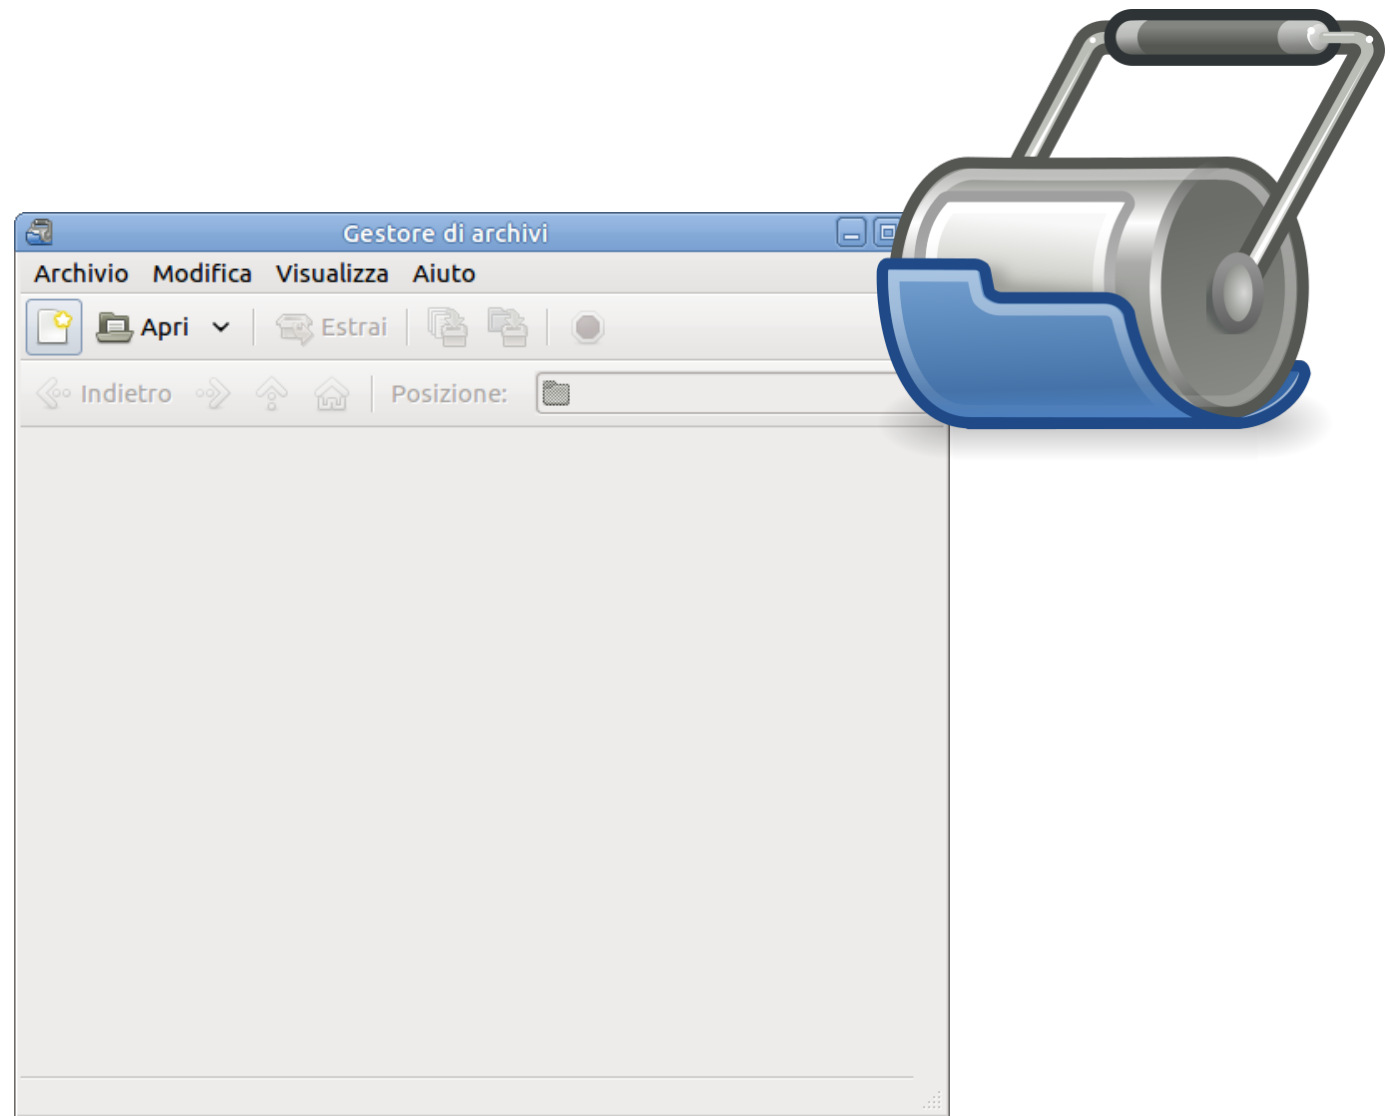 Gestore di archivi
Archivio Modifica Visualizza Aiuto
Apri Estrai
Indietro Posizione: